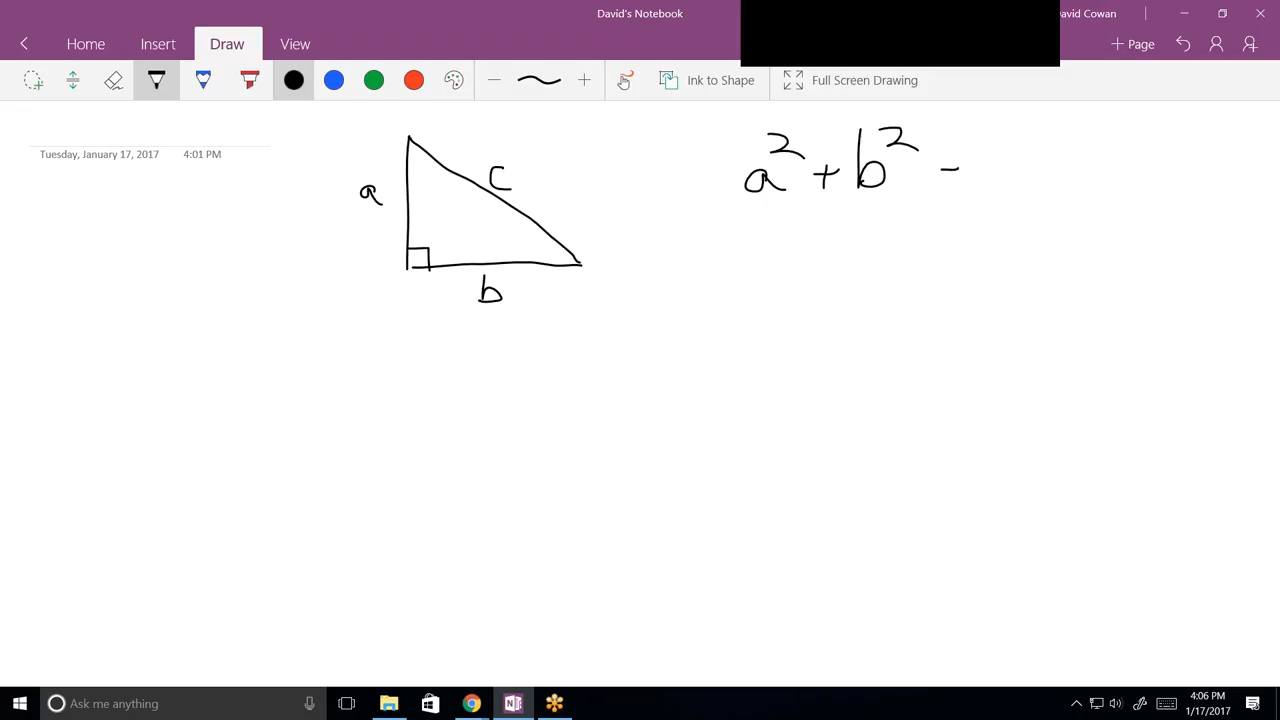 David's Notebook
David Cowan
Home Insert Draw View
Page
Ink to Shape
Full Screen Drawing
Tuesday, January 17, 2017 4:01 PM
a
c
b
a² + b² -
Ask me anything
4:06 PM
1/17/2017